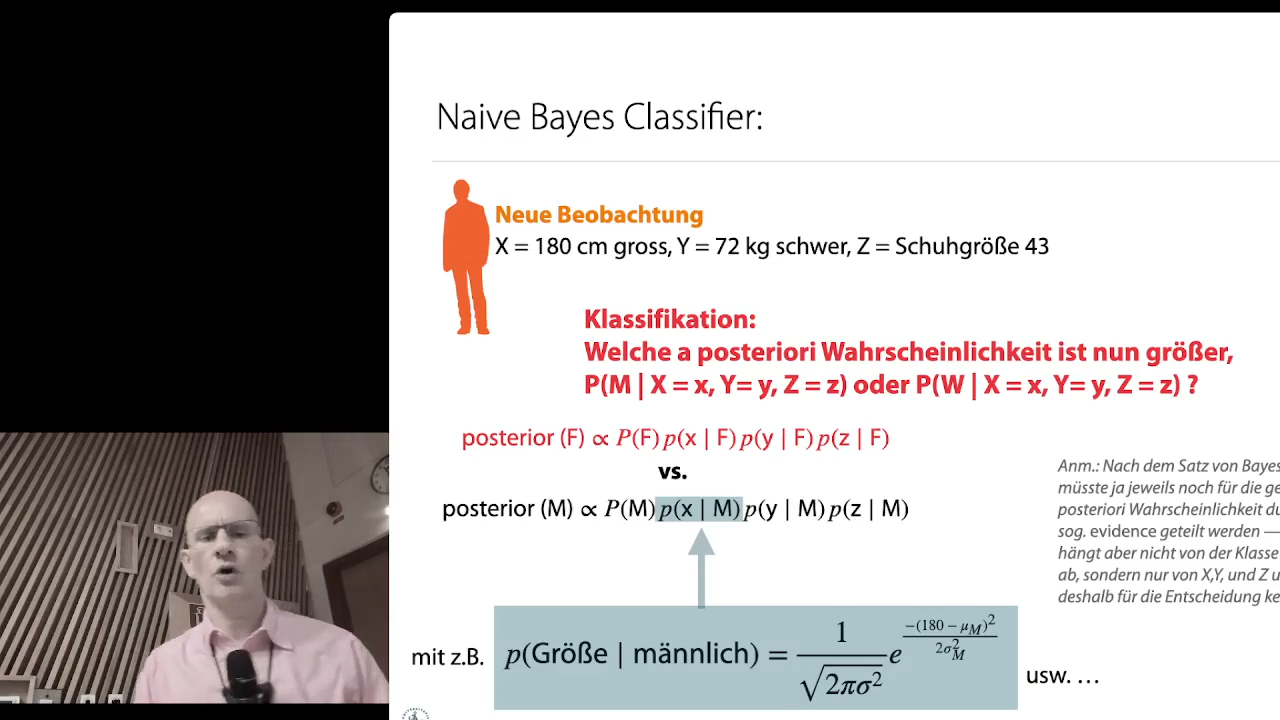 Naive Bayes Classifier:
Neue Beobachtung
X = 180 cm gross, Y = 72 kg schwer, Z = Schuhgröße 43
Klassifikation:
Welche a posteriori Wahrscheinlichkeit ist nun größer,
P(M | X = x, Y= y, Z = z) oder P(W | X = x, Y= y, Z = z) ?
posterior (F) ∝ P(F) p(x | F) p(y | F) p(z | F)
vs.
posterior (M) ∝ P(M) p(x | M) p(y | M) p(z | M)
Anm.: Nach dem Satz von Bayes
müsste ja jeweils noch für die ge
posteriori Wahrscheinlichkeit du
sog. evidence geteilt werden —
hängt aber nicht von der Klasse
ab, sondern nur von X,Y, und Z u
deshalb für die Entscheidung ke
mit z.B. p(Größe | männlich) = 1/√(2πσ²) e^(−(180 − μ_M)²/2σ²_M) usw. …